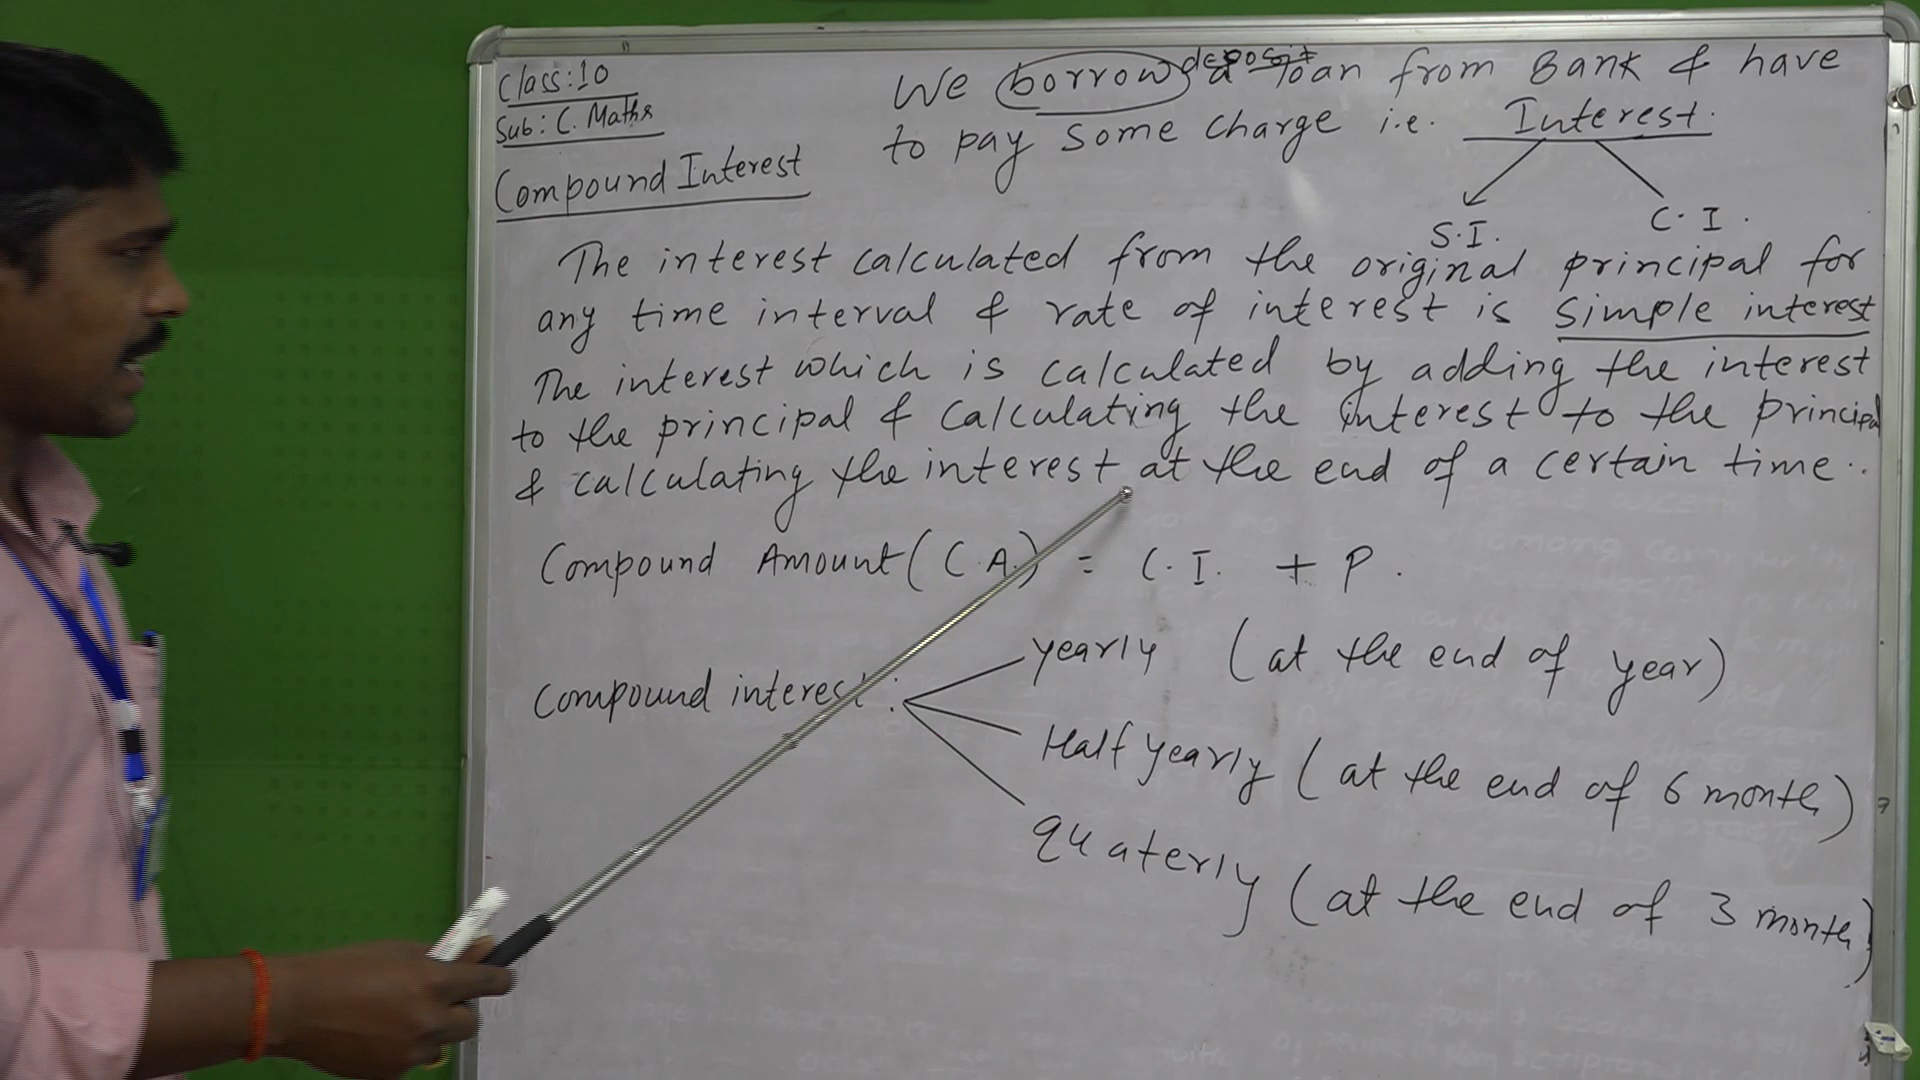 Class: 10
Sub: C. Maths
Compound Interest
deposit
We borrow a loan from Bank & have
to pay some charge i.e. Interest.
S.I. C.I.
The interest calculated from the original principal for
any time interval & rate of interest is simple interest
The interest which is calculated by adding the interest
to the principal & calculating the interest to the principal
& calculating the interest at the end of a certain time..
Compound Amount (C.A.) = C.I. + P.
Compound interest :
yearly (at the end of year)
Half yearly (at the end of 6 month)
quaterly (at the end of 3 month)